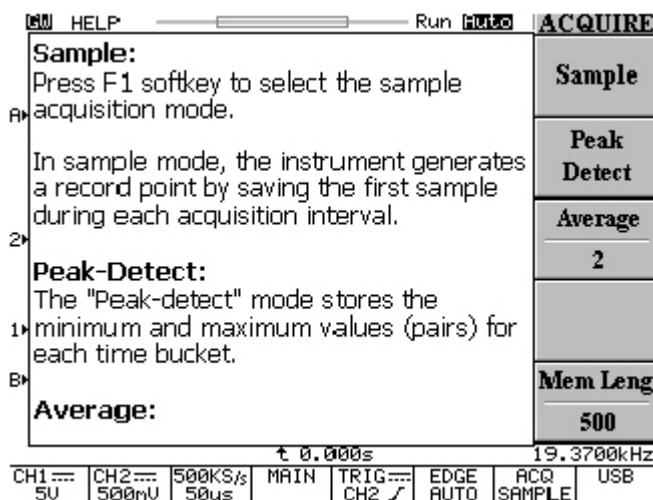 GW HELP Run Auto ACQUIRE
Sample:
Press F1 softkey to select the sample
acquisition mode.
In sample mode, the instrument generates
a record point by saving the first sample
during each acquisition interval.
Peak-Detect:
The "Peak-detect" mode stores the
minimum and maximum values (pairs) for
each time bucket.
Average:
A
2
1
B
Sample
Peak
Detect
Average
2
Mem Leng
500
t 0.000s 19.3700kHz
CH1 CH2 500KS/s MAIN TRIG EDGE ACQ USB
5V 500mV 50us CH2 AUTO SAMPLE